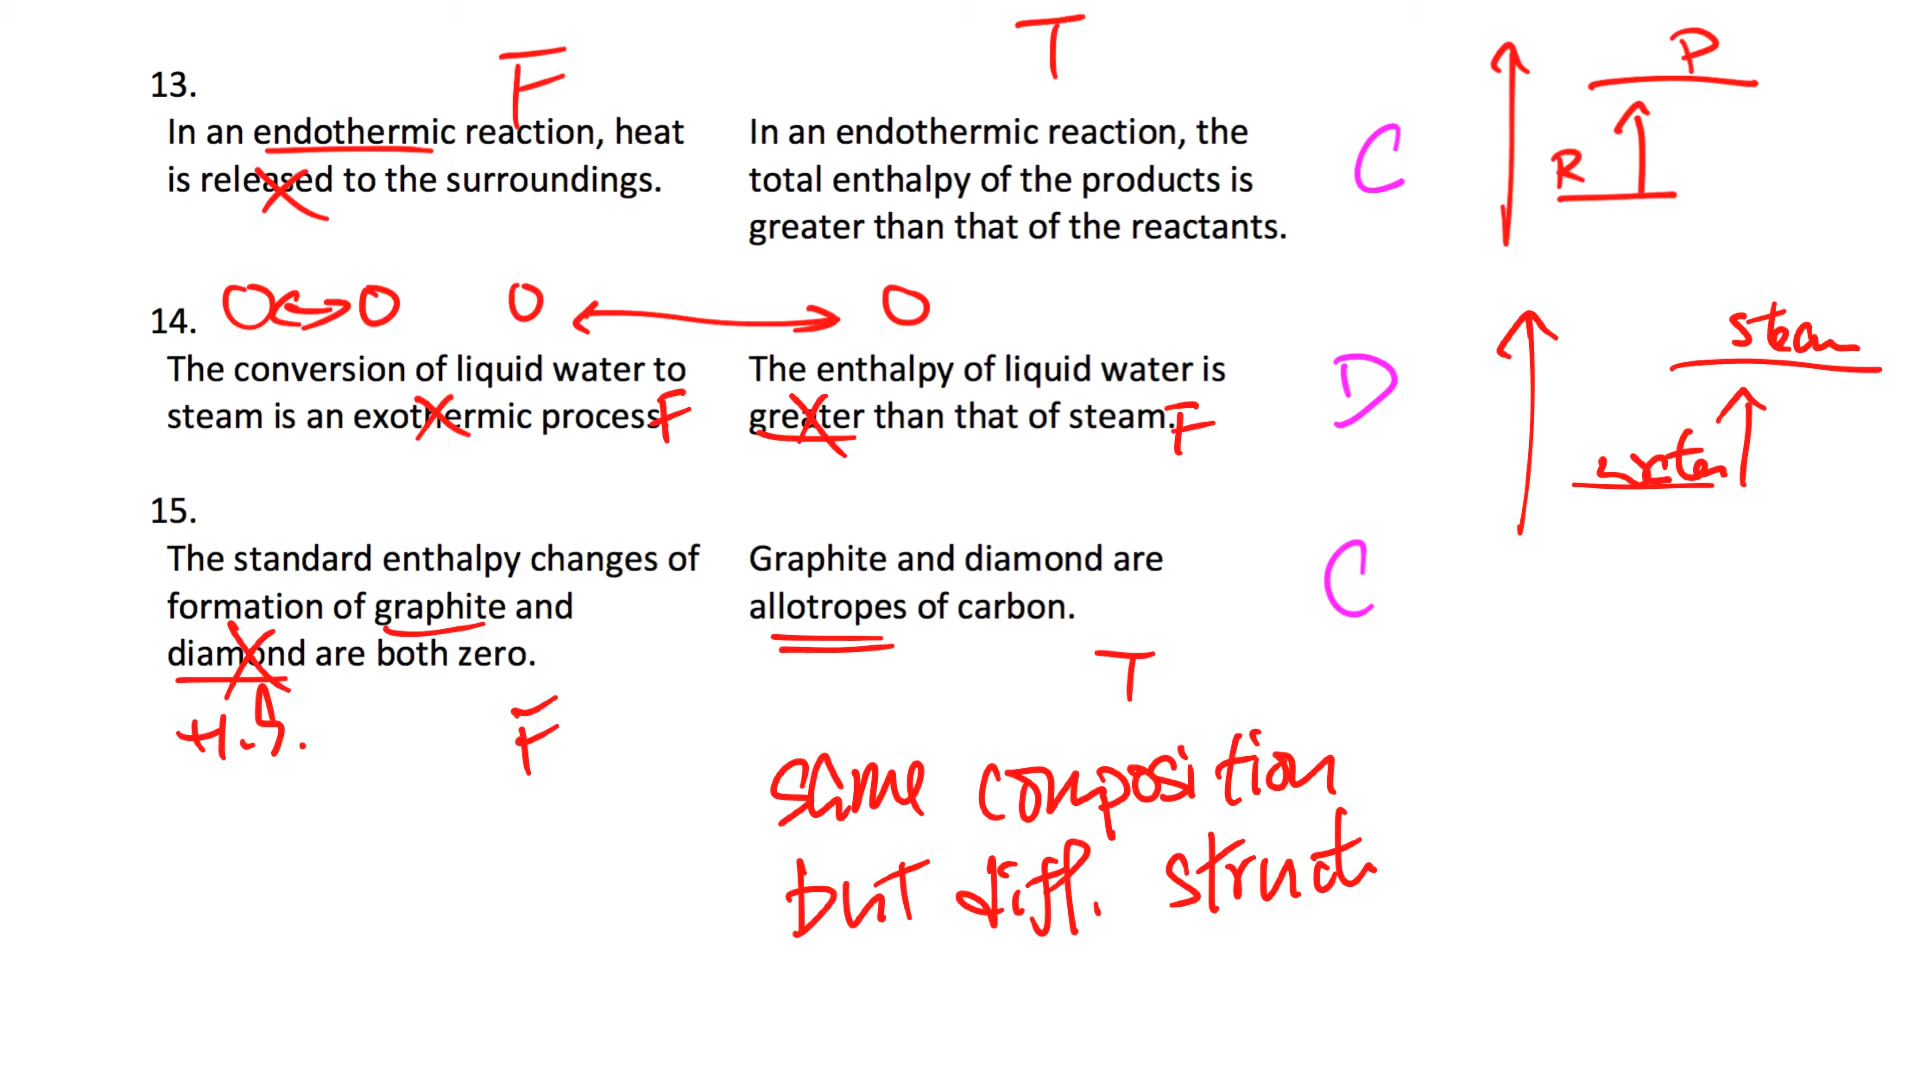 F
T
P
13.
In an endothermic reaction, heat
is released to the surroundings.
In an endothermic reaction, the
total enthalpy of the products is
greater than that of the reactants.
C
R
14.
The conversion of liquid water to
steam is an exothermic process
F
The enthalpy of liquid water is
greater than that of steam.
F
D
steam
water
15.
The standard enthalpy changes of
formation of graphite and
diamond are both zero.
Graphite and diamond are
allotropes of carbon.
C
T
F
same composition
but diff. struct